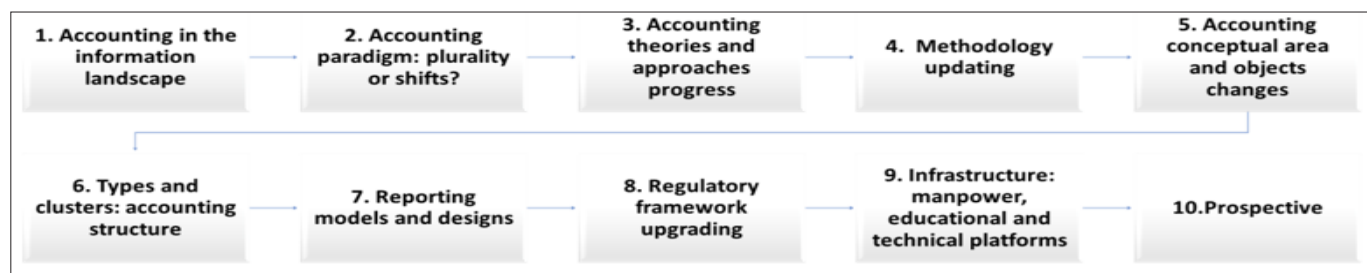 1. Accounting in the
information
landscape
2. Accounting
paradigm: plurality
or shifts?
3. Accounting
theories and
approaches
progress
4. Methodology
updating
5. Accounting
conceptual area
and objects
changes
6. Types and
clusters: accounting
structure
7. Reporting
models and designs
8. Regulatory
framework
upgrading
9. Infrastructure:
manpower,
educational and
technical platforms
10.Prospective